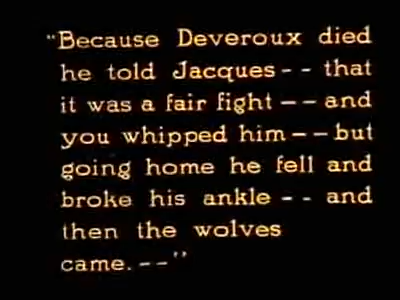 "Because Deveroux died
he told Jacques-- that
it was a fair fight--and
you whipped him--but
going home he fell and
broke his ankle -- and
then the wolves
came.--"